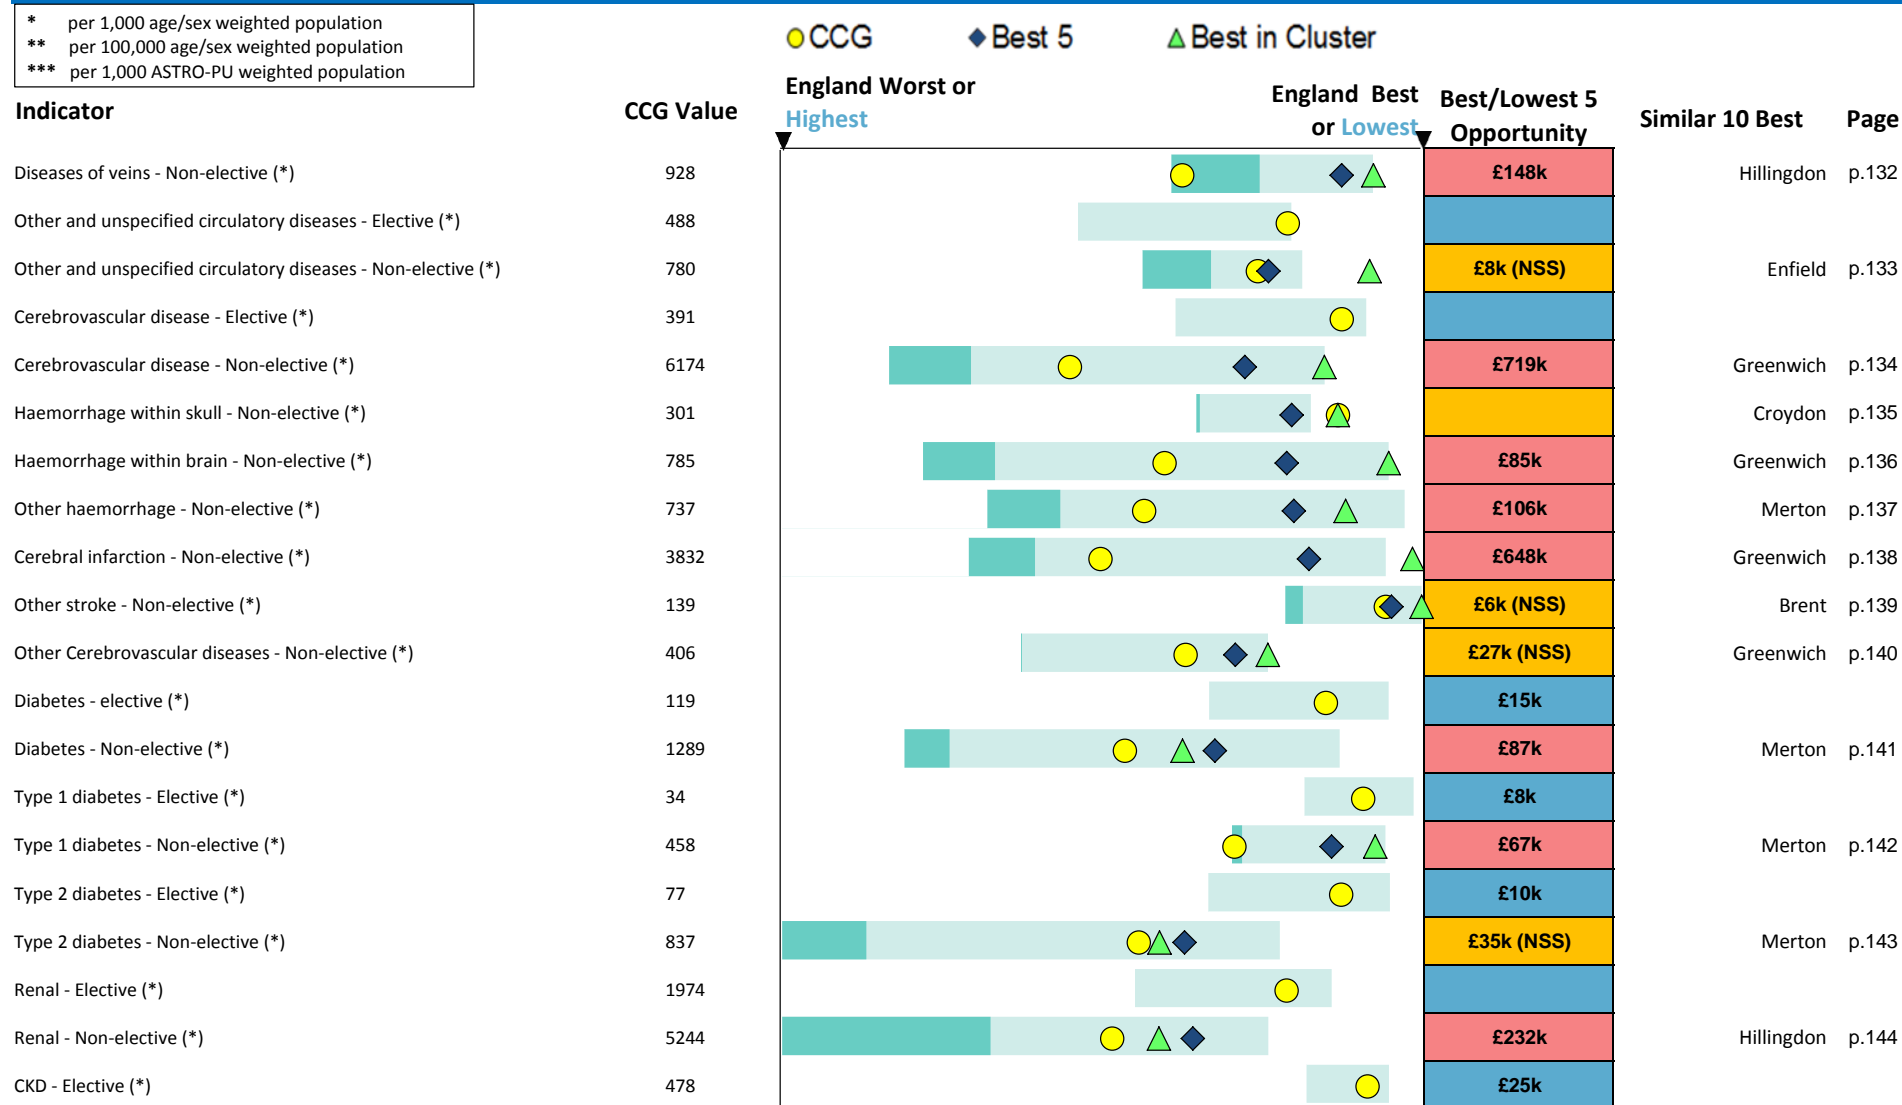 * per 1,000 age/sex weighted population
** per 100,000 age/sex weighted population
*** per 1,000 ASTRO-PU weighted population
CCG Best 5 Best in Cluster
Indicator CCG Value England Worst or Highest England Best or Lowest Best/Lowest 5 Opportunity Similar 10 Best Page
Diseases of veins - Non-elective (*) 928 £148k Hillingdon p.132
Other and unspecified circulatory diseases - Elective (*) 488
Other and unspecified circulatory diseases - Non-elective (*) 780 £8k (NSS) Enfield p.133
Cerebrovascular disease - Elective (*) 391
Cerebrovascular disease - Non-elective (*) 6174 £719k Greenwich p.134
Haemorrhage within skull - Non-elective (*) 301 Croydon p.135
Haemorrhage within brain - Non-elective (*) 785 £85k Greenwich p.136
Other haemorrhage - Non-elective (*) 737 £106k Merton p.137
Cerebral infarction - Non-elective (*) 3832 £648k Greenwich p.138
Other stroke - Non-elective (*) 139 £6k (NSS) Brent p.139
Other Cerebrovascular diseases - Non-elective (*) 406 £27k (NSS) Greenwich p.140
Diabetes - elective (*) 119 £15k
Diabetes - Non-elective (*) 1289 £87k Merton p.141
Type 1 diabetes - Elective (*) 34 £8k
Type 1 diabetes - Non-elective (*) 458 £67k Merton p.142
Type 2 diabetes - Elective (*) 77 £10k
Type 2 diabetes - Non-elective (*) 837 £35k (NSS) Merton p.143
Renal - Elective (*) 1974
Renal - Non-elective (*) 5244 £232k Hillingdon p.144
CKD - Elective (*) 478 £25k